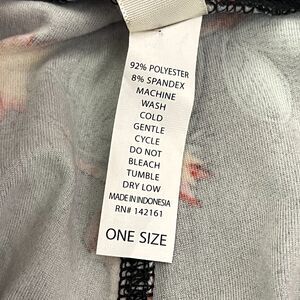 92% POLYESTER
8% SPANDEX
MACHINE
WASH
COLD
GENTLE
CYCLE
DO NOT
BLEACH
TUMBLE
DRY LOW
MADE IN INDONESIA
RN# 142161
ONE SIZE